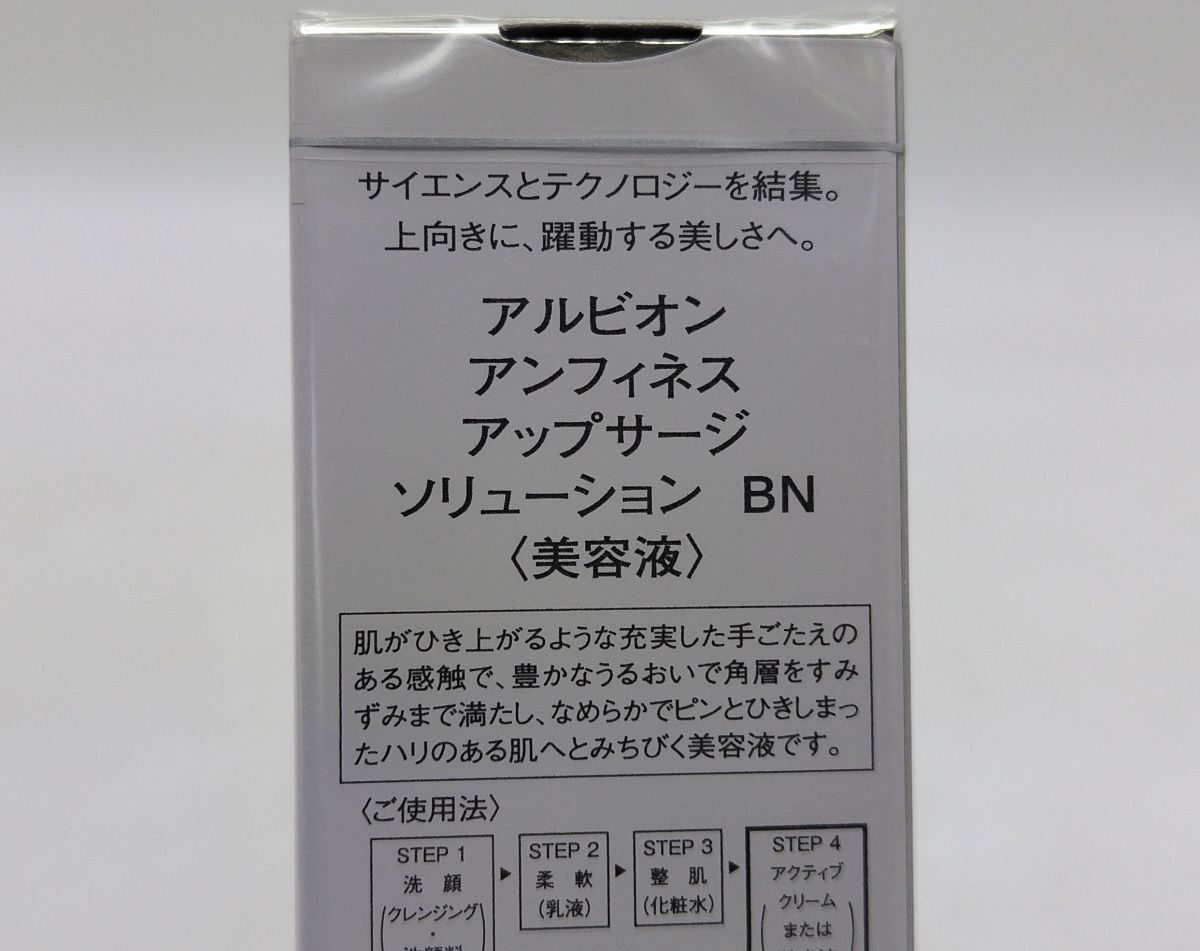 サイエンスとテクノロジーを結集。
上向きに、躍動する美しさへ。
アルビオン
アンフィネス
アップサージ
ソリューション BN
〈美容液〉
肌がひき上がるような充実した手ごたえの
ある感触で、豊かなうるおいで角層をすみ
ずみまで満たし、なめらかでピンとひきしまっ
たハリのある肌へとみちびく美容液です。
〈ご使用法〉
STEP 1
洗 顔
(クレンジング)
・
STEP 2
柔 軟
(乳液)
STEP 3
整 肌
(化粧水)
STEP 4
アクティブ
クリーム
または